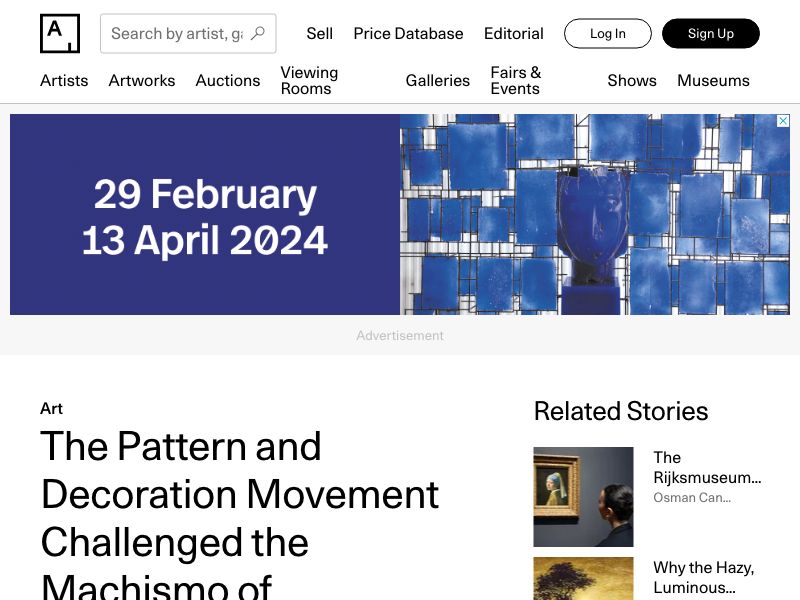 A
Search by artist, ga
Sell
Price Database
Editorial
Log In
Sign Up
Artists
Artworks
Auctions
Viewing
Rooms
Galleries
Fairs &
Events
Shows
Museums
29 February
13 April 2024
Advertisement
Art
The Pattern and
Decoration Movement
Challenged the
Machismo of
Related Stories
The
Rijksmuseum...
Osman Can...
Why the Hazy,
Luminous...